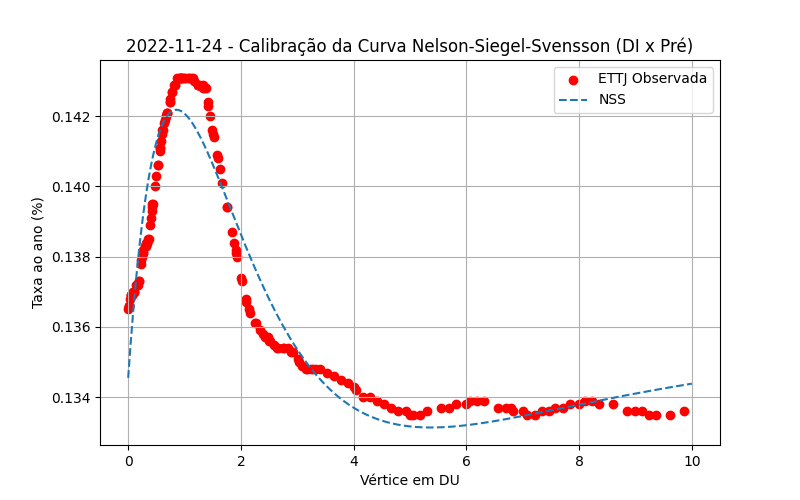 2022-11-24 - Calibração da Curva Nelson-Siegel-Svensson (DI x Pré)
ETTJ Observada
NSS
Taxa ao ano (%)
0.142
0.140
0.138
0.136
0.134
0 2 4 6 8 10
Vértice em DU